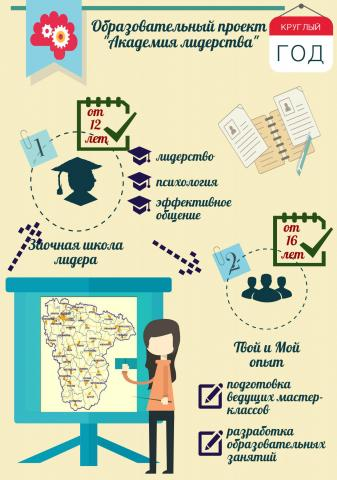 Образовательный проект
"Академия лидерства"
КРУГЛЫЙ
ГОД
от
12
лет
1
лидерство
психология
эффективное
общение
Заочная школа
лидера
от
16
лет
2
Твой и Мой
опыт
подготовка
ведущих мастер-
классов
разработка
образовательных
занятий